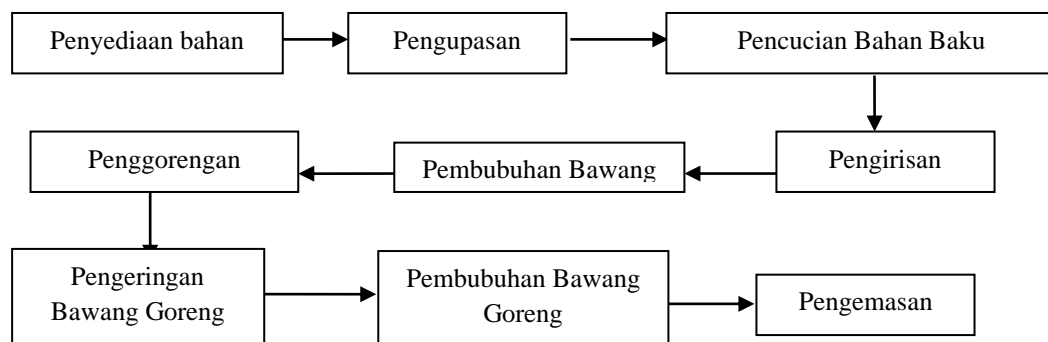 Penyediaan bahan
Pengupasan
Pencucian Bahan Baku
Pengirisan
Pembubuhan Bawang
Penggorengan
Pengeringan
Bawang Goreng
Pembubuhan Bawang
Goreng
Pengemasan